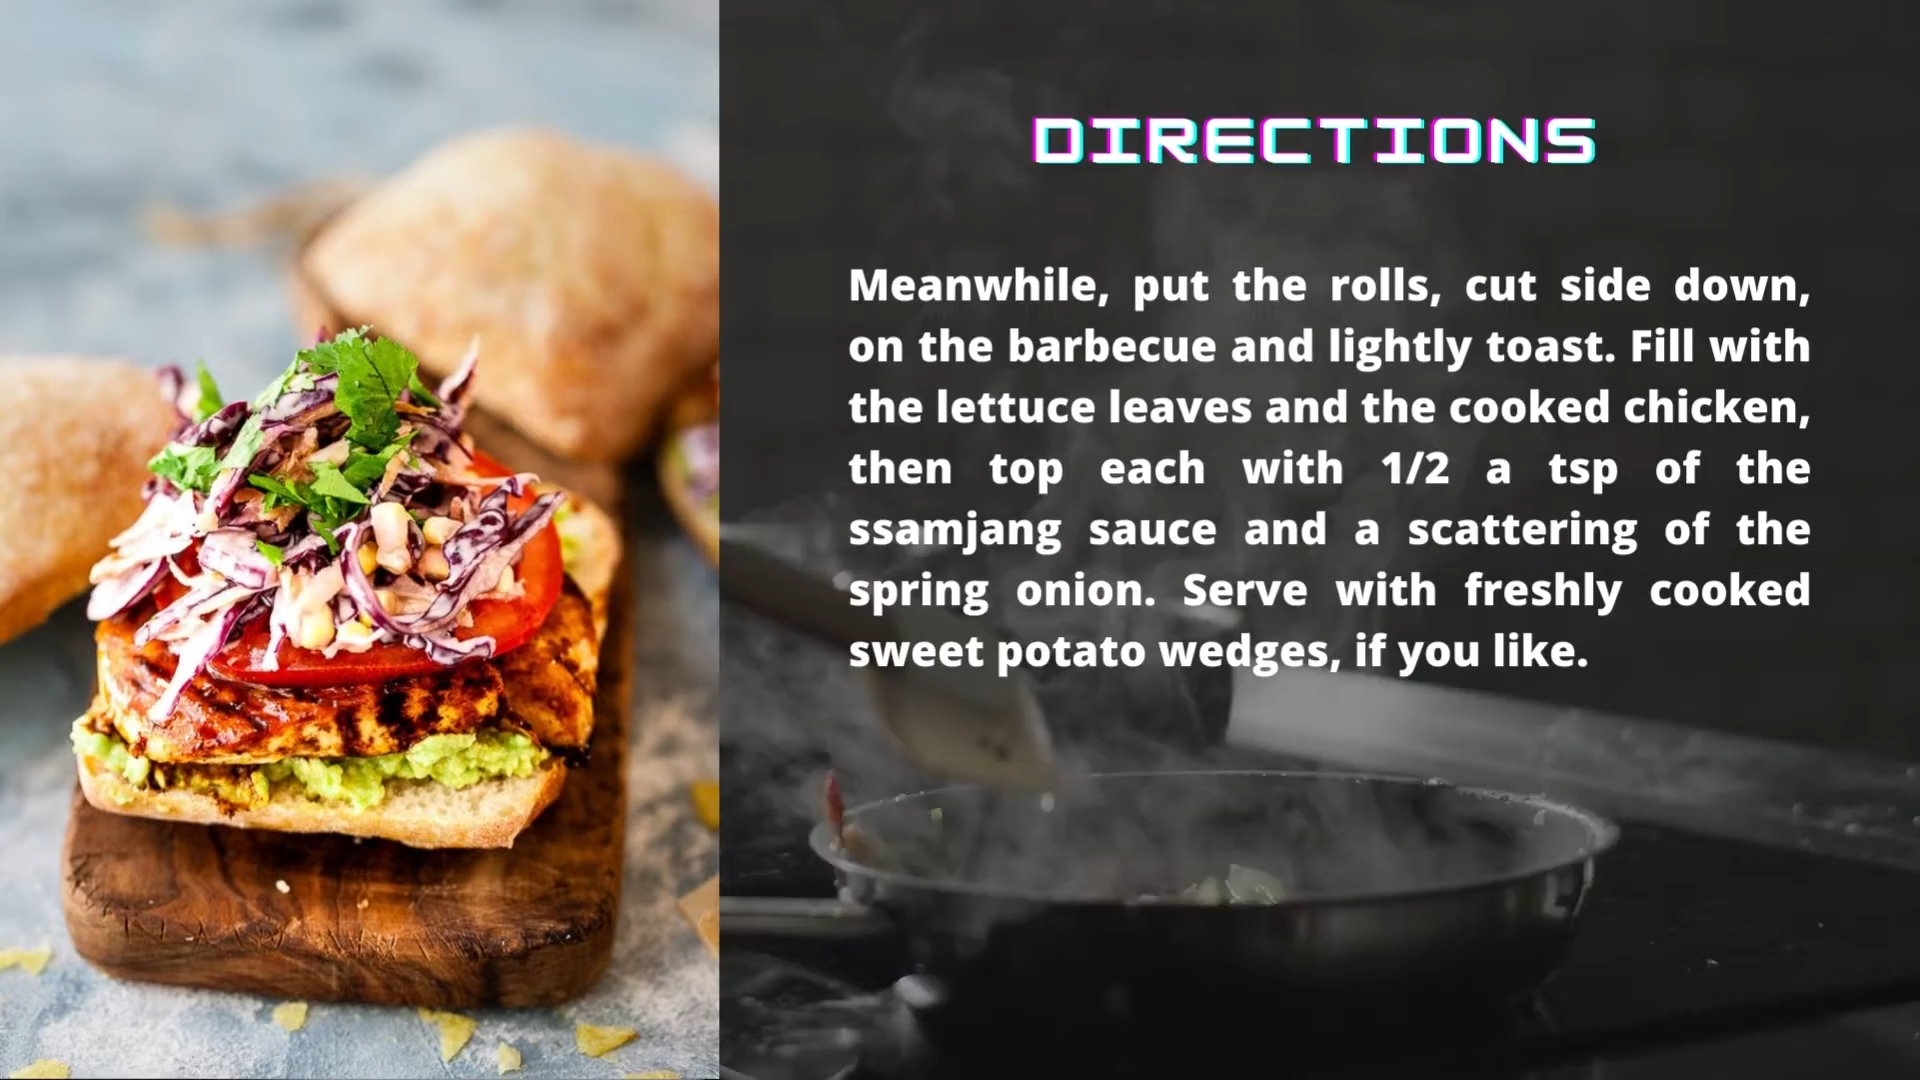 DIRECTIONS
Meanwhile, put the rolls, cut side down,
on the barbecue and lightly toast. Fill with
the lettuce leaves and the cooked chicken,
then top each with 1/2 a tsp of the
ssamjang sauce and a scattering of the
spring onion. Serve with freshly cooked
sweet potato wedges, if you like.